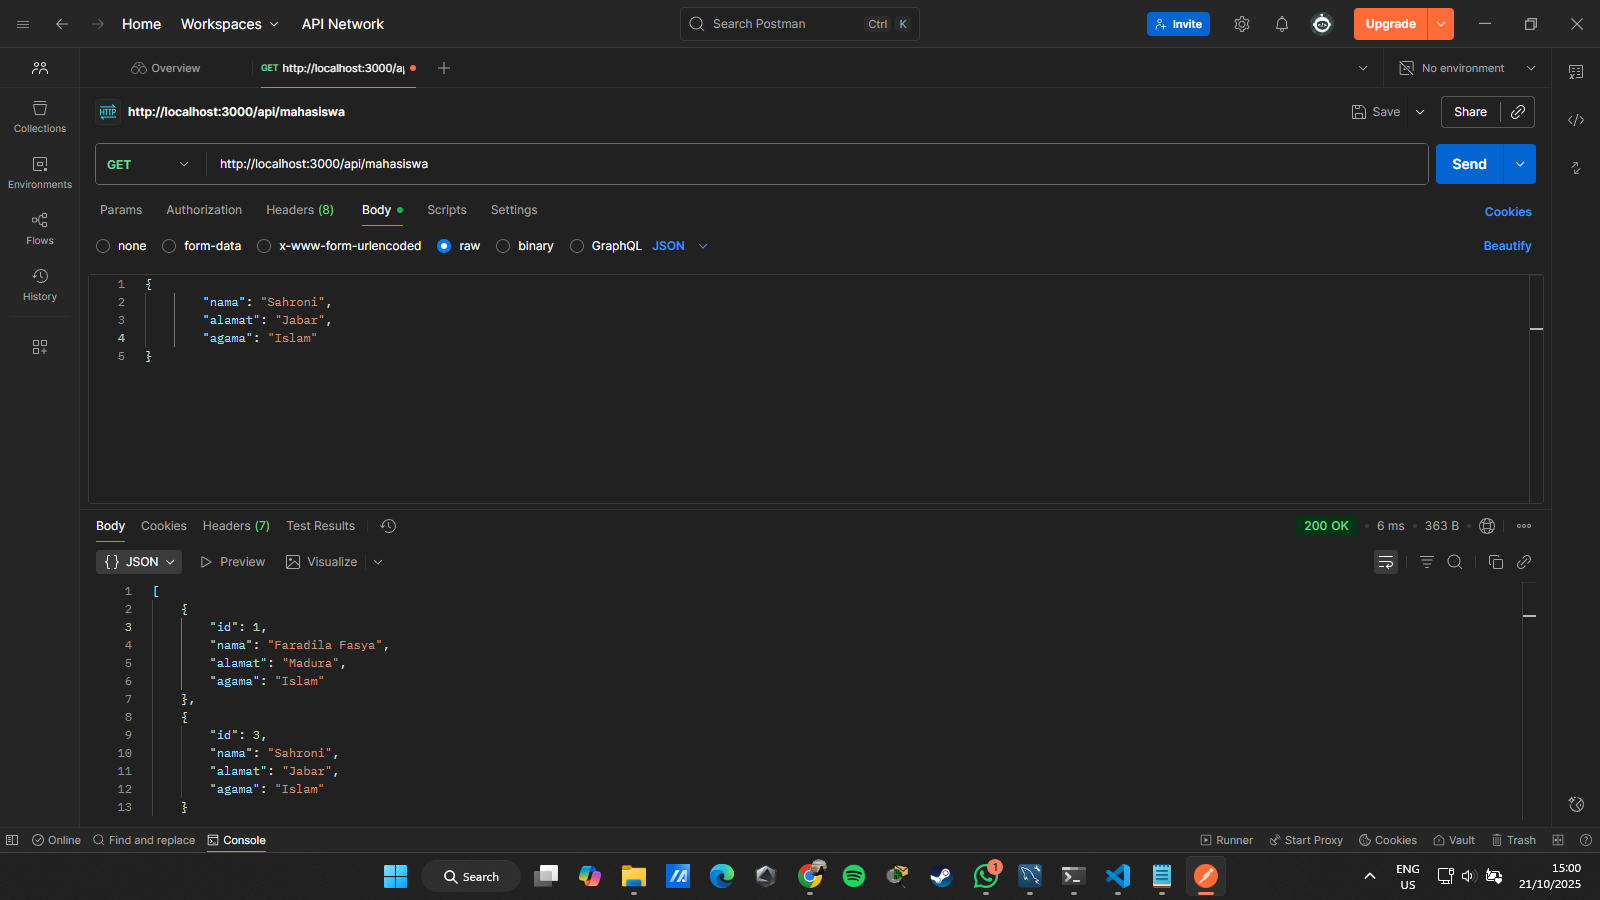 Home Workspaces API Network Search Postman Ctrl K Invite Upgrade
Overview GET http://localhost:3000/a No environment
HTTP http://localhost:3000/api/mahasiswa Save Share
Collections
GET http://localhost:3000/api/mahasiswa Send
Environments
Params Authorization Headers (8) Body Scripts Settings Cookies
Flows
none form-data x-www-form-urlencoded raw binary GraphQL JSON Beautify
History
1 {
2 "nama": "Sahroni",
3 "alamat": "Jabar",
4 "agama": "Islam"
5 }
Body Cookies Headers (7) Test Results 200 OK • 6 ms • 363 B •
{} JSON Preview Visualize
1 [
2 {
3 "id": 1,
4 "nama": "Faradila Fasya",
5 "alamat": "Madura",
6 "agama": "Islam"
7 },
8 {
9 "id": 3,
10 "nama": "Sahroni",
11 "alamat": "Jabar",
12 "agama": "Islam"
13 }
Online Find and replace Console Runner Start Proxy Cookies Vault Trash
Search 1 ENG 15:00
US 21/10/2025